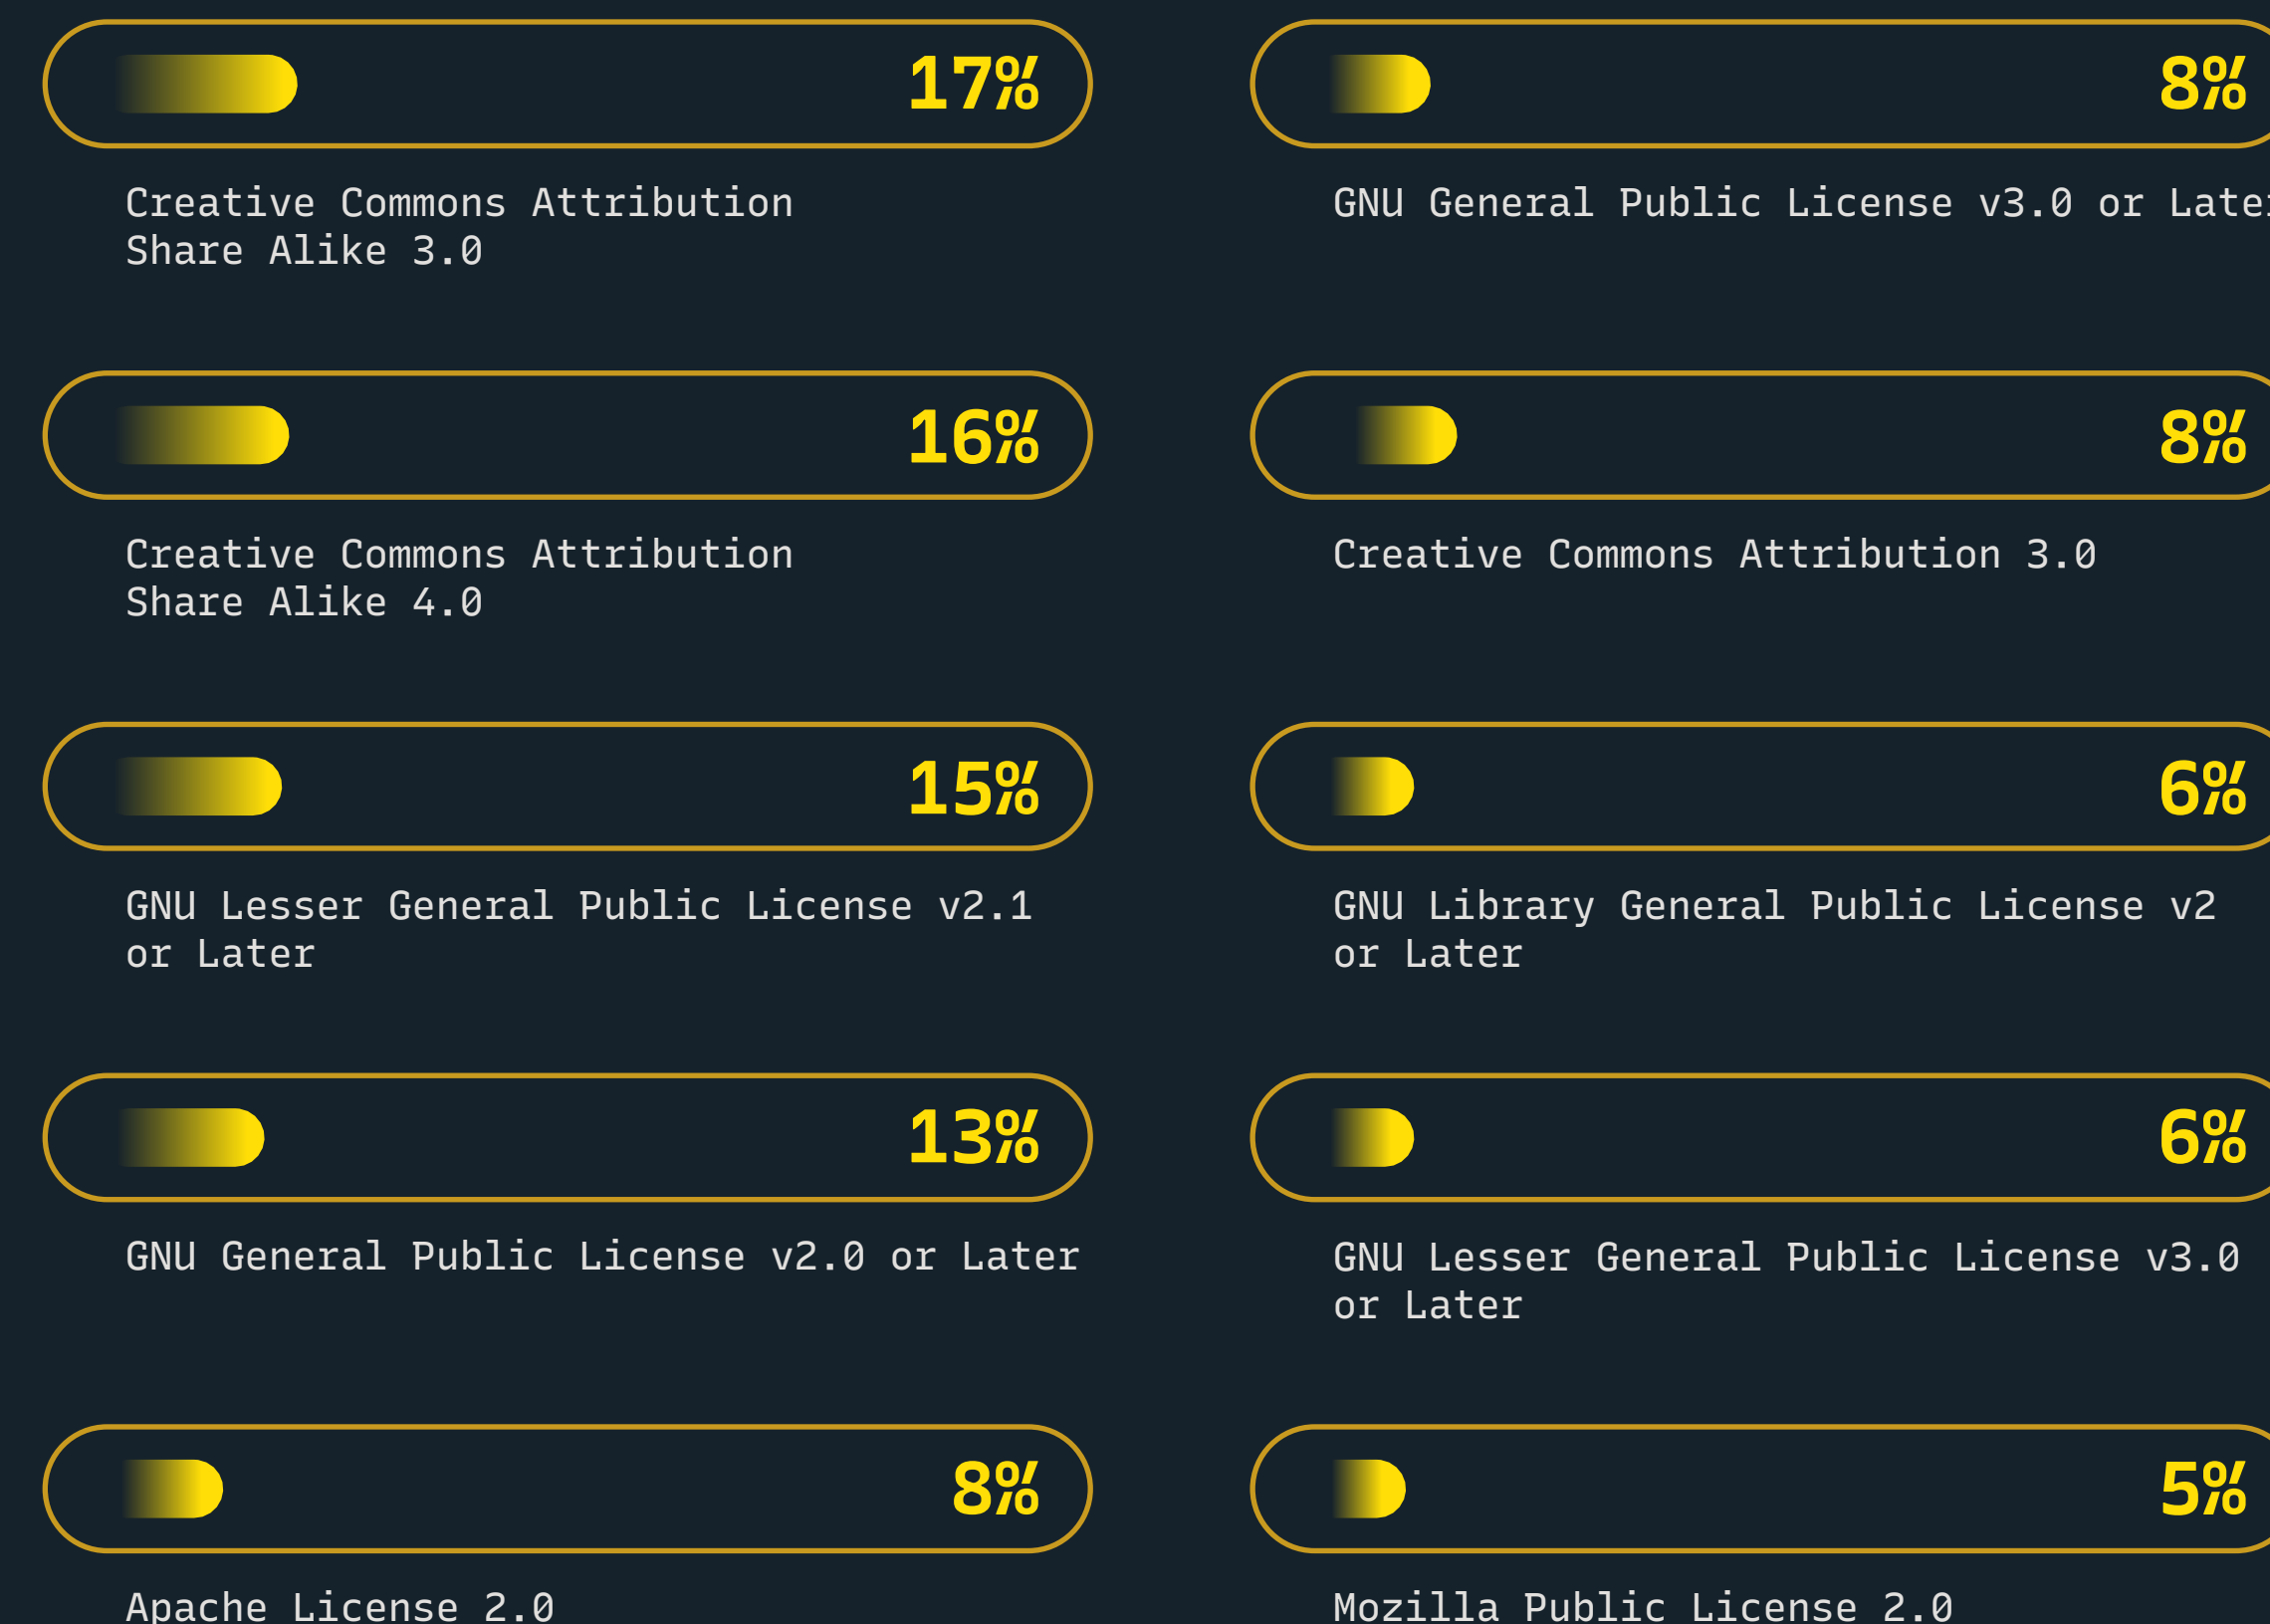 17%
Creative Commons Attribution
Share Alike 3.0
8%
GNU General Public License v3.0 or Later
16%
Creative Commons Attribution
Share Alike 4.0
8%
Creative Commons Attribution 3.0
15%
GNU Lesser General Public License v2.1
or Later
6%
GNU Library General Public License v2
or Later
13%
GNU General Public License v2.0 or Later
6%
GNU Lesser General Public License v3.0
or Later
8%
Apache License 2.0
5%
Mozilla Public License 2.0